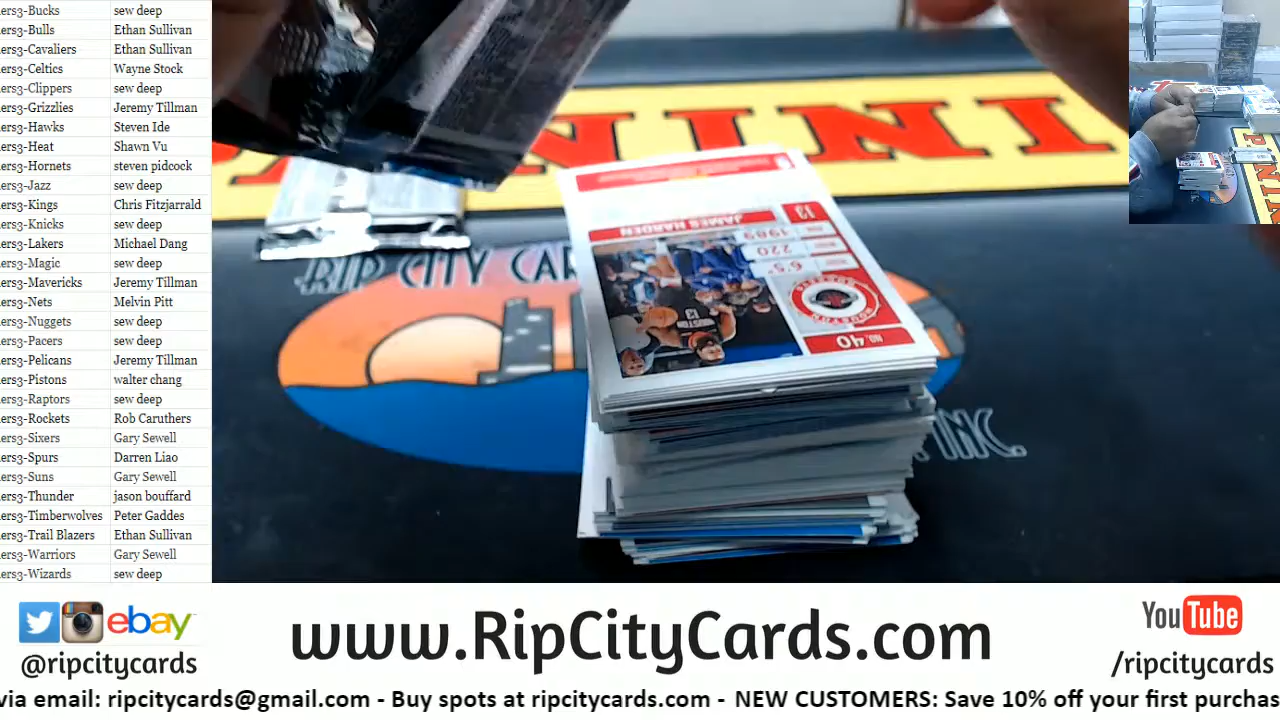 ers3-Bucks sew deep
ers3-Bulls Ethan Sullivan
ers3-Cavaliers Ethan Sullivan
ers3-Celtics Wayne Stock
ers3-Clippers sew deep
ers3-Grizzlies Jeremy Tillman
ers3-Hawks Steven Ide
ers3-Heat Shawn Vu
ers3-Hornets steven pidcock
ers3-Jazz sew deep
ers3-Kings Chris Fitzjarrald
ers3-Knicks sew deep
ers3-Lakers Michael Dang
ers3-Magic sew deep
ers3-Mavericks Jeremy Tillman
ers3-Nets Melvin Pitt
ers3-Nuggets sew deep
ers3-Pacers sew deep
ers3-Pelicans Jeremy Tillman
ers3-Pistons walter chang
ers3-Raptors sew deep
ers3-Rockets Rob Caruthers
ers3-Sixers Gary Sewell
ers3-Spurs Darren Liao
ers3-Suns Gary Sewell
ers3-Thunder jason bouffard
ers3-Timberwolves Peter Gaddes
ers3-Trail Blazers Ethan Sullivan
ers3-Warriors Gary Sewell
ers3-Wizards sew deep
PANINI
RIP CITY CAR
INC.
13
JAMES HARDEN
1989
220
6'5"
HOUSTON
NO. 40
ebay
@ripcitycards
www.RipCityCards.com
YouTube
/ripcitycards
via email: ripcitycards@gmail.com - Buy spots at ripcitycards.com - NEW CUSTOMERS: Save 10% off your first purchas